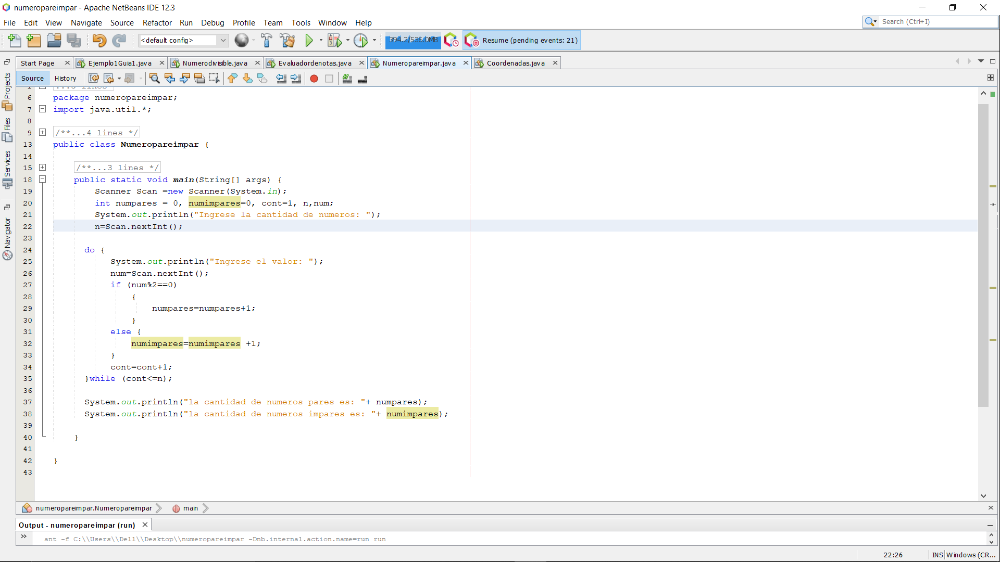 numeropareimpar - Apache NetBeans IDE 12.3
File Edit View Navigate Source Refactor Run Debug Profile Team Tools Window Help
Search (Ctrl+I)
<default config>
394.2/536.0MB
Resume (pending events: 21)
Start Page
Ejemplo1Guia1.java
Numerodivisible.java
Evaluadordenotas.java
Numeropareimpar.java
Coordenadas.java
Source History
Projects
Files
Services
Navigator
6 package numeropareimpar;
7 import java.util.*;
8
9 /**...4 lines */
13 public class Numeropareimpar {
14
15 /**...3 lines */
18 public static void main(String[] args) {
19 Scanner Scan =new Scanner(System.in);
20 int numpares = 0, numimpares=0, cont=1, n,num;
21 System.out.println("Ingrese la cantidad de numeros: ");
22 n=Scan.nextInt();
23
24 do {
25 System.out.println("Ingrese el valor: ");
26 num=Scan.nextInt();
27 if (num%2==0)
28 {
29 numpares=numpares+1;
30 }
31 else {
32 numimpares=numimpares +1;
33 }
34 cont=cont+1;
35 }while (cont<=n);
36
37 System.out.println("la cantidad de numeros pares es: "+ numpares);
38 System.out.println("la cantidad de numeros impares es: "+ numimpares);
39
40 }
41
42 }
43
numeropareimpar.Numeropareimpar
main
Output - numeropareimpar (run)
ant -f C:\\Users\\Dell\\Desktop\\numeropareimpar -Dnb.internal.action.name=run run
22:26 INS Windows (CR...